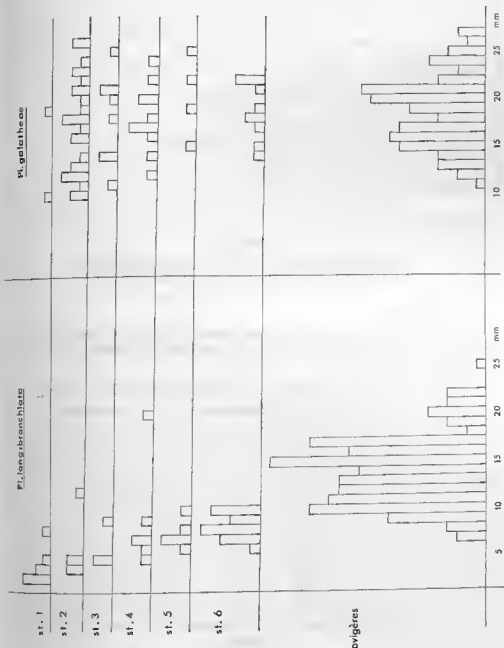 Pl. longibranchiata
Pl. galatheae
st. 1
st. 2
st. 3
st. 4
st. 5
st. 6
ovigères
5
10
15
20
25
mm
10
15
20
25
mm